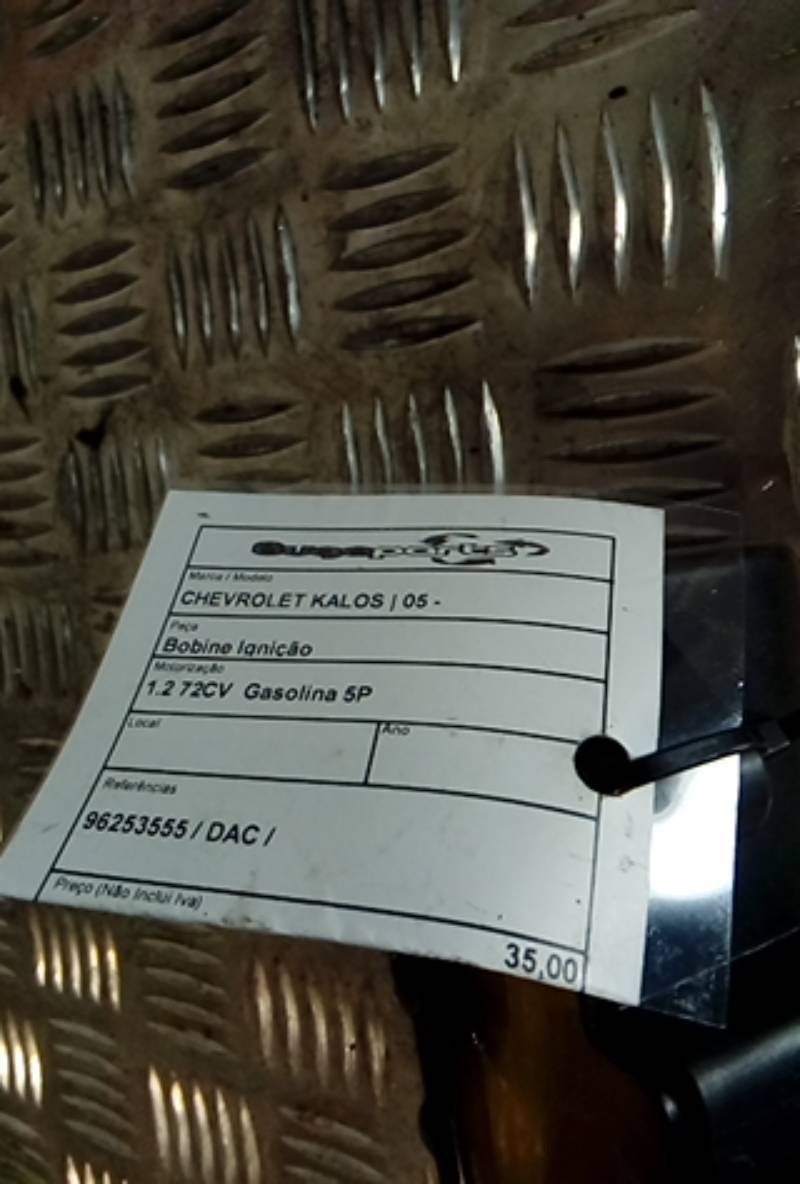 Gugaparts
Marca / Modelo
CHEVROLET KALOS | 05 -
Peça
Bobine Ignição
Motorização
1.2 72CV Gasolina 5P
Local
Ano
Referências
96253555 / DAC /
Preço (Não Inclui Iva)
35,00